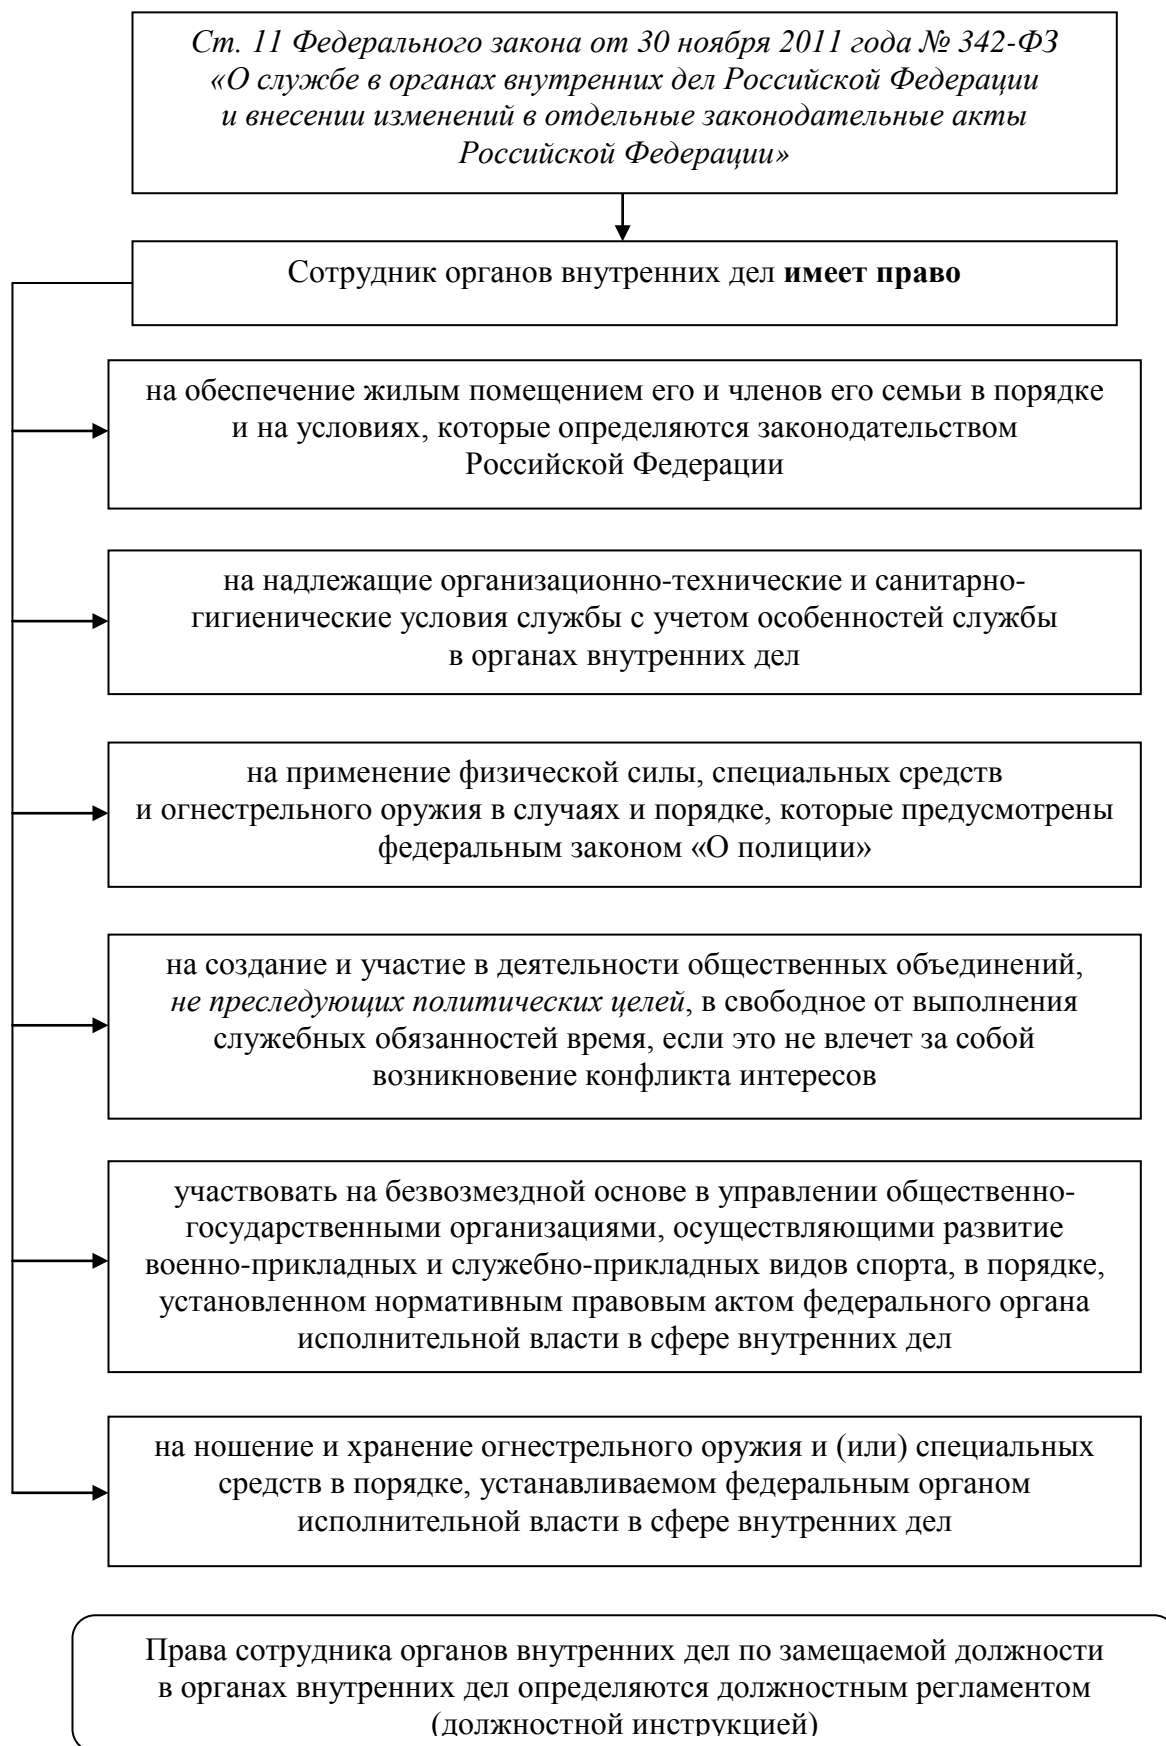 Ст. 11 Федерального закона от 30 ноября 2011 года № 342-ФЗ
«О службе в органах внутренних дел Российской Федерации
и внесении изменений в отдельные законодательные акты
Российской Федерации»
Сотрудник органов внутренних дел имеет право
на обеспечение жилым помещением его и членов его семьи в порядке
и на условиях, которые определяются законодательством
Российской Федерации
на надлежащие организационно-технические и санитарно-
гигиенические условия службы с учетом особенностей службы
в органах внутренних дел
на применение физической силы, специальных средств
и огнестрельного оружия в случаях и порядке, которые предусмотрены
федеральным законом «О полиции»
на создание и участие в деятельности общественных объединений,
не преследующих политических целей, в свободное от выполнения
служебных обязанностей время, если это не влечет за собой
возникновение конфликта интересов
участвовать на безвозмездной основе в управлении общественно-
государственными организациями, осуществляющими развитие
военно-прикладных и служебно-прикладных видов спорта, в порядке,
установленном нормативным правовым актом федерального органа
исполнительной власти в сфере внутренних дел
на ношение и хранение огнестрельного оружия и (или) специальных
средств в порядке, устанавливаемом федеральным органом
исполнительной власти в сфере внутренних дел
Права сотрудника органов внутренних дел по замещаемой должности
в органах внутренних дел определяются должностным регламентом
(должностной инструкцией)